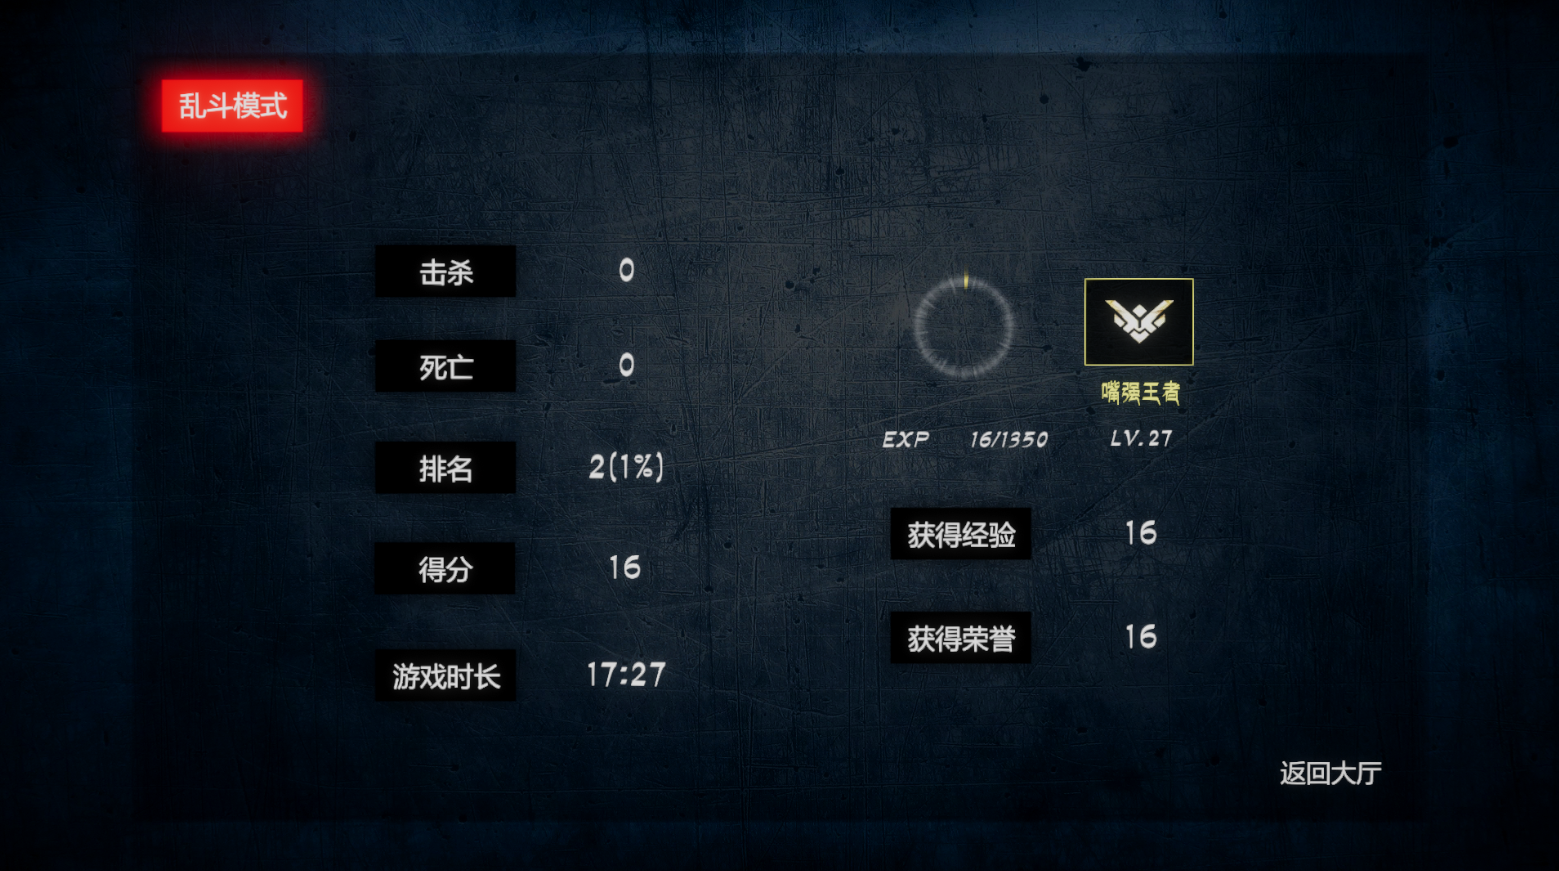 乱斗模式
击杀 0
死亡 0
排名 2(1%)
得分 16
游戏时长 17:27
嘴强王者
EXP 16/1350 LV.27
获得经验 16
获得荣誉 16
返回大厅